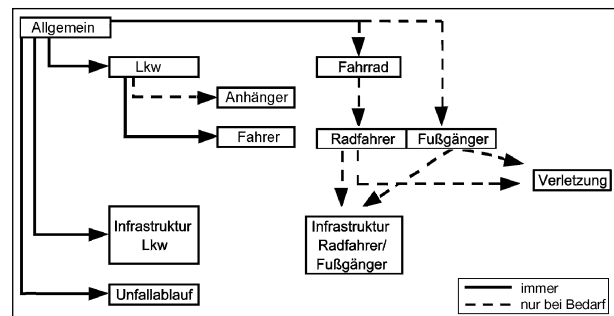 Allgemein
Lkw
Fahrrad
Anhänger
Fahrer
Radfahrer
Fußgänger
Verletzung
Infrastruktur
Lkw
Infrastruktur
Radfahrer/
Fußgänger
Unfallablauf
immer
nur bei Bedarf